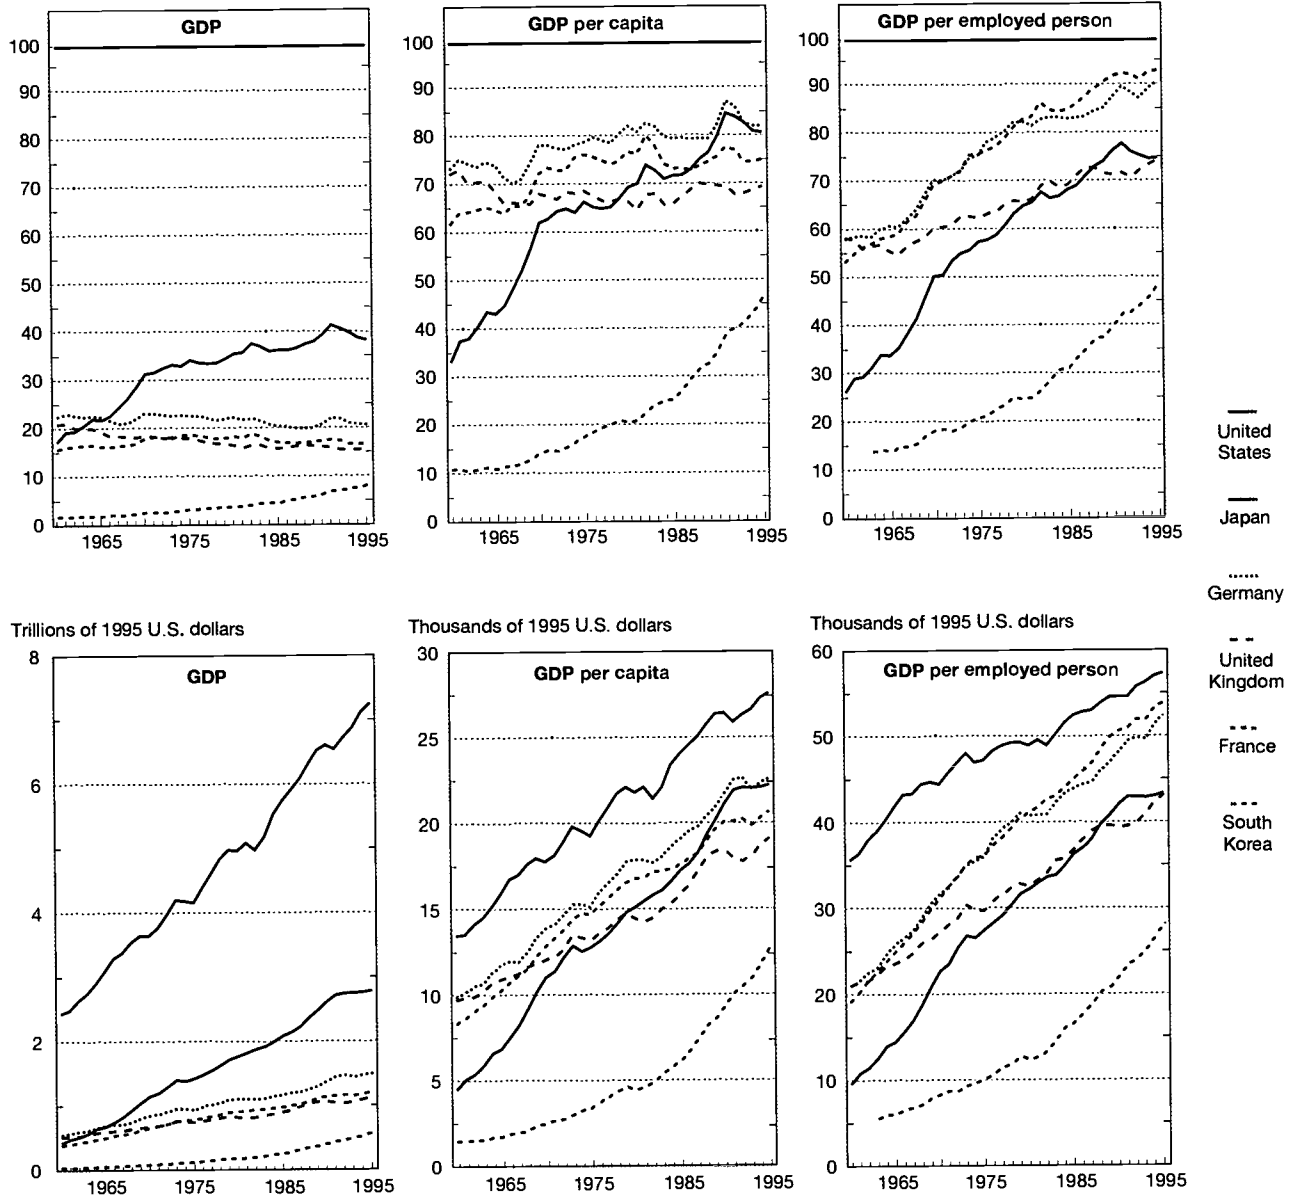 GDP
100
90
80
70
60
50
40
30
20
10
0
1965 1975 1985 1995
GDP per capita
100
90
80
70
60
50
40
30
20
10
0
1965 1975 1985 1995
GDP per employed person
100
90
80
70
60
50
40
30
20
10
0
1965 1975 1985 1995
United
States
Japan
Germany
United
Kingdom
France
South
Korea
Trillions of 1995 U.S. dollars
GDP
8
6
4
2
0
1965 1975 1985 1995
Thousands of 1995 U.S. dollars
GDP per capita
30
25
20
15
10
5
0
1965 1975 1985 1995
Thousands of 1995 U.S. dollars
GDP per employed person
60
50
40
30
20
10
0
1965 1975 1985 1995